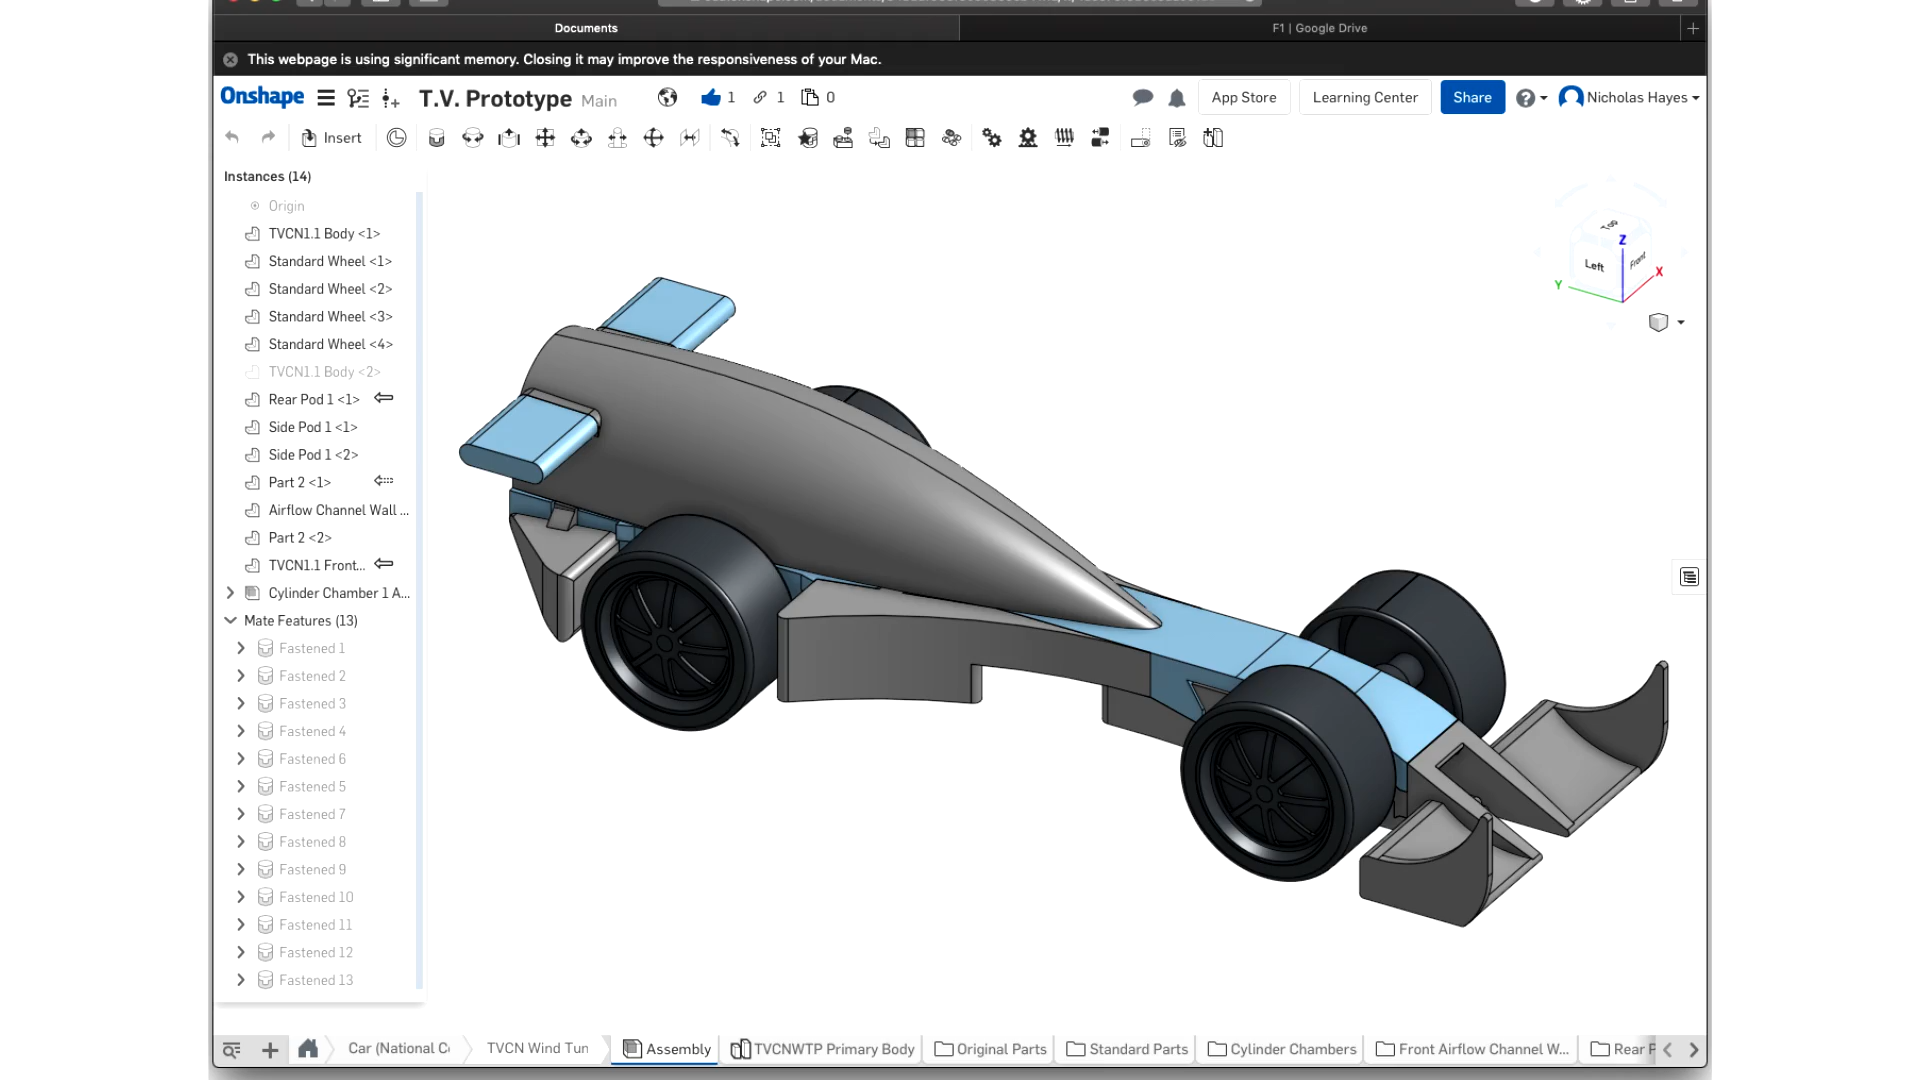 Documents
F1 | Google Drive
This webpage is using significant memory. Closing it may improve the responsiveness of your Mac.
Onshape T.V. Prototype Main 1 1 0 App Store Learning Center Share Nicholas Hayes
Insert
Instances (14)
Origin
TVCN1.1 Body <1>
Standard Wheel <1>
Standard Wheel <2>
Standard Wheel <3>
Standard Wheel <4>
TVCN1.1 Body <2>
Rear Pod 1 <1>
Side Pod 1 <1>
Side Pod 1 <2>
Part 2 <1>
Airflow Channel Wall ...
Part 2 <2>
TVCN1.1 Front...
Cylinder Chamber 1 A...
Mate Features (13)
Fastened 1
Fastened 2
Fastened 3
Fastened 4
Fastened 6
Fastened 5
Fastened 7
Fastened 8
Fastened 9
Fastened 10
Fastened 11
Fastened 12
Fastened 13
Top
Z
Left
Front
X
Y
Car (National C TVCN Wind Tun Assembly TVCNWTP Primary Body Original Parts Standard Parts Cylinder Chambers Front Airflow Channel W... Rear P